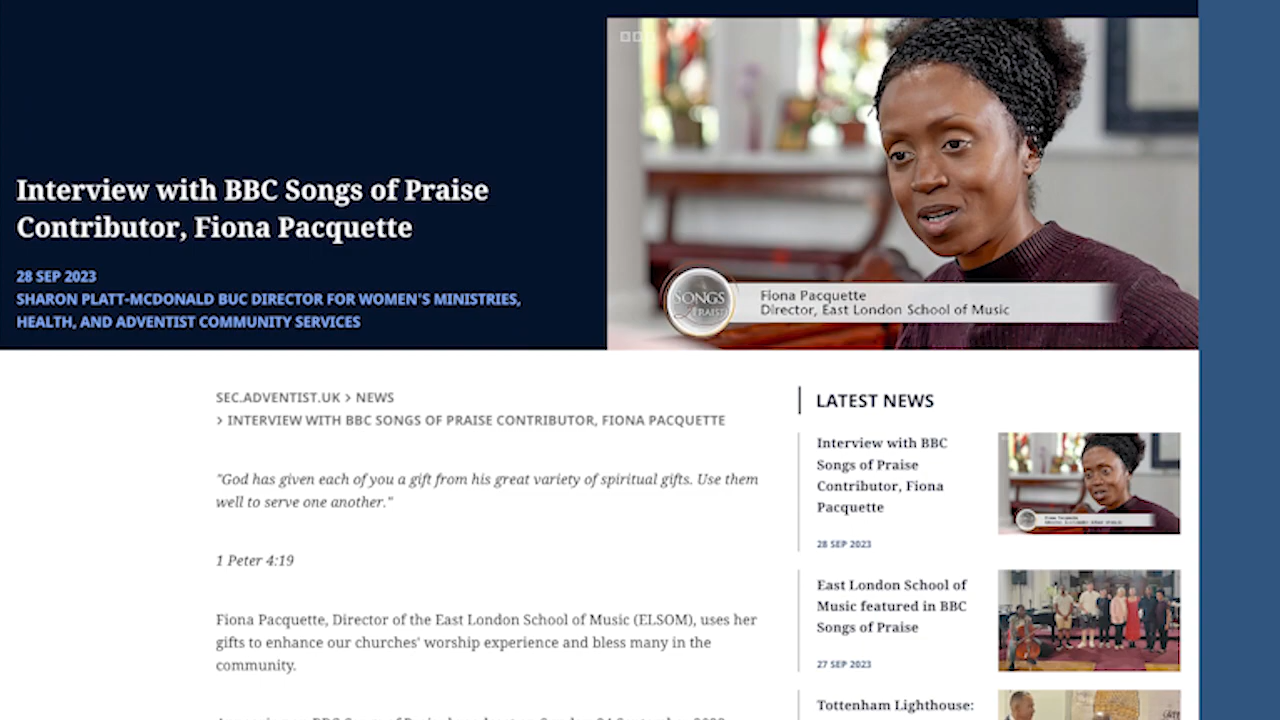 Interview with BBC Songs of Praise
Contributor, Fiona Pacquette
28 SEP 2023
SHARON PLATT-MCDONALD BUC DIRECTOR FOR WOMEN'S MINISTRIES,
HEALTH, AND ADVENTIST COMMUNITY SERVICES
SONGS
PRAISE
Fiona Pacquette
Director, East London School of Music
SEC.ADVENTIST.UK > NEWS
> INTERVIEW WITH BBC SONGS OF PRAISE CONTRIBUTOR, FIONA PACQUETTE
"God has given each of you a gift from his great variety of spiritual gifts. Use them
well to serve one another."
1 Peter 4:19
Fiona Pacquette, Director of the East London School of Music (ELSOM), uses her
gifts to enhance our churches' worship experience and bless many in the
community.
LATEST NEWS
Interview with BBC
Songs of Praise
Contributor, Fiona
Pacquette
28 SEP 2023
East London School of
Music featured in BBC
Songs of Praise
27 SEP 2023
Tottenham Lighthouse: